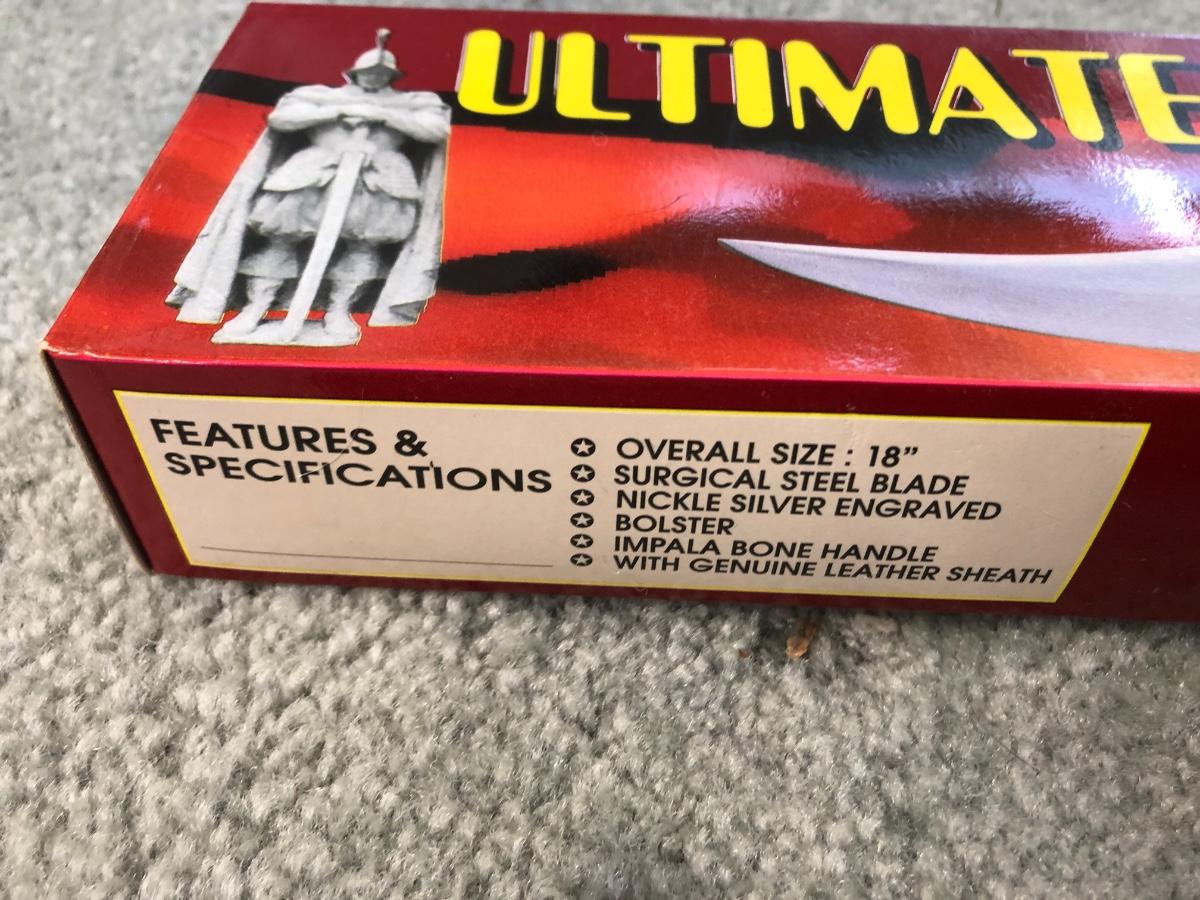 ULTIMATE
FEATURES &
SPECIFICATIONS
✪ OVERALL SIZE : 18"
✪ SURGICAL STEEL BLADE
✪ NICKLE SILVER ENGRAVED
✪ BOLSTER
✪ IMPALA BONE HANDLE
✪ WITH GENUINE LEATHER SHEATH